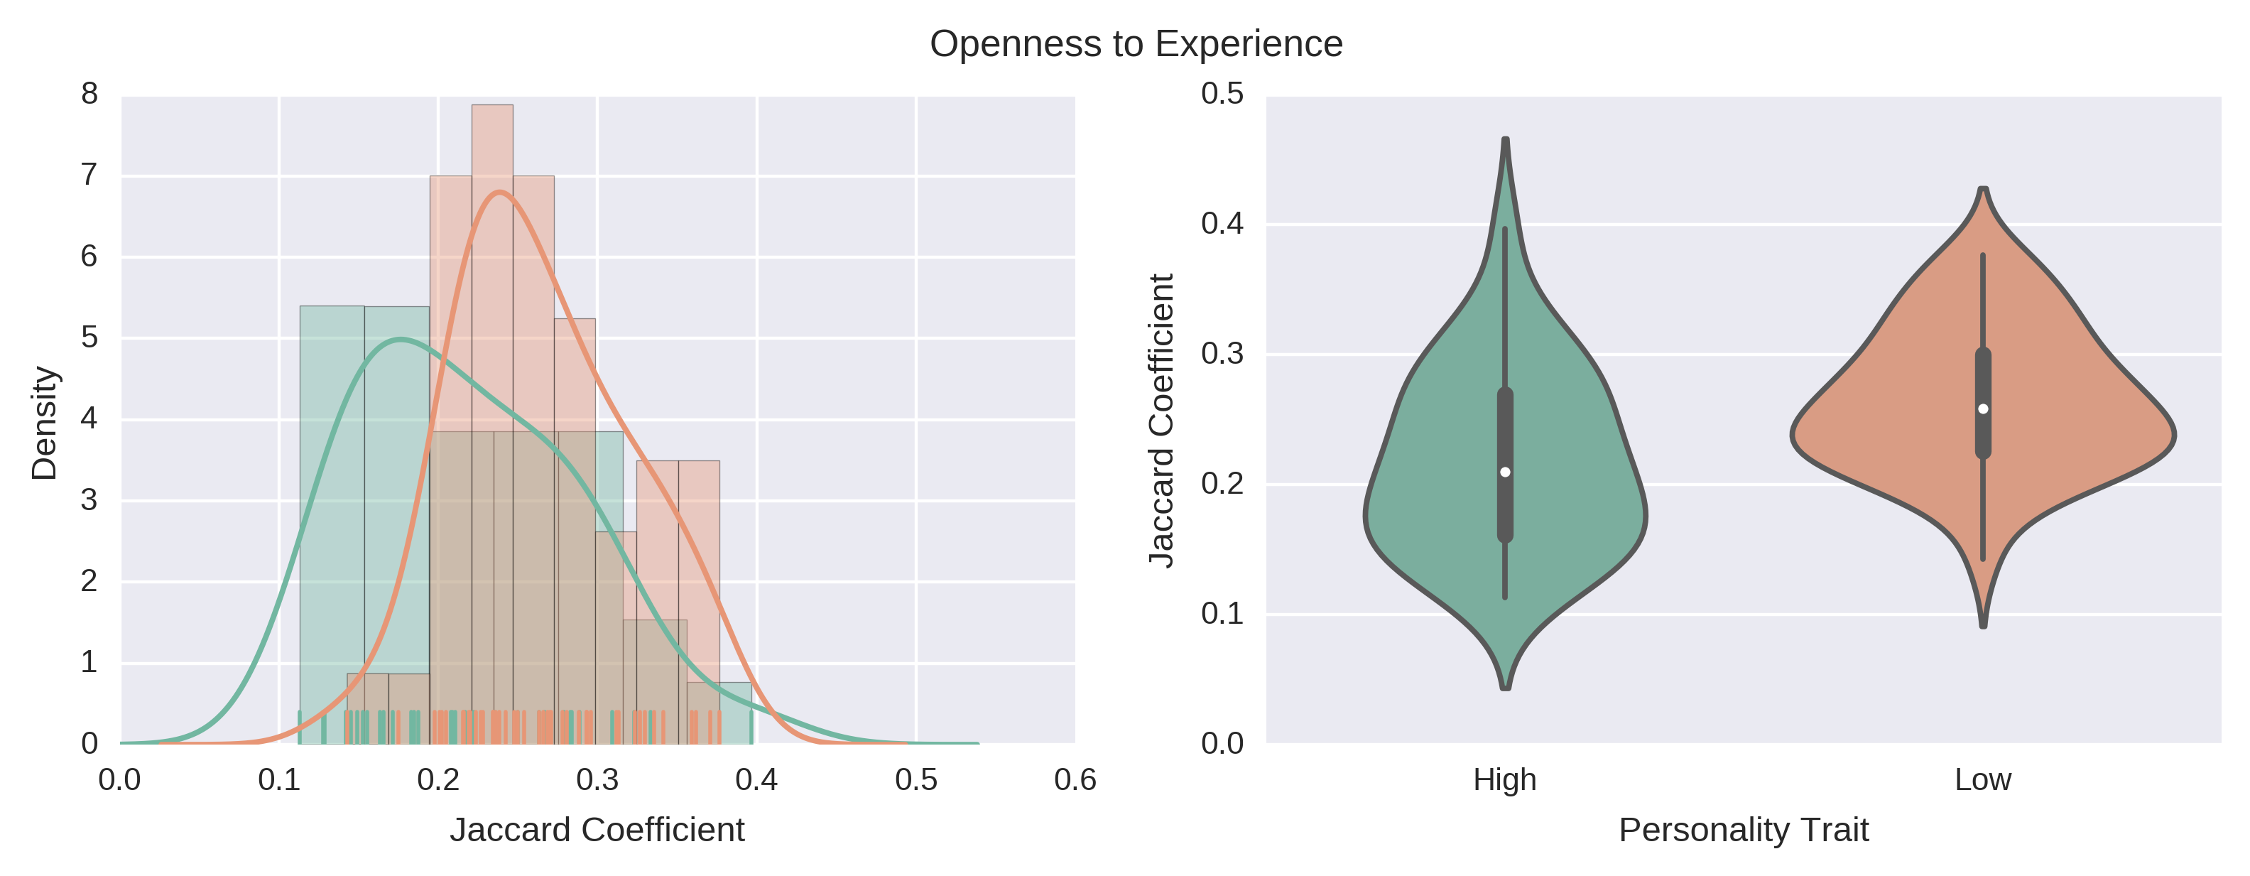 Openness to Experience
8
7
6
5
4
3
2
1
0
Density
0.0 0.1 0.2 0.3 0.4 0.5 0.6
Jaccard Coefficient
0.5
0.4
0.3
0.2
0.1
0.0
Jaccard Coefficient
High Low
Personality Trait